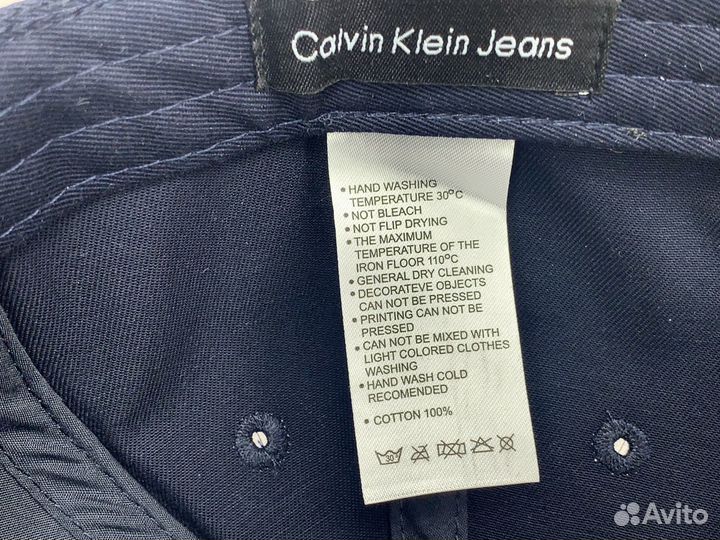 Calvin Klein Jeans
• HAND WASHING
TEMPERATURE 30°C
• NOT BLEACH
• NOT FLIP DRYING
• THE MAXIMUM
TEMPERATURE OF THE
IRON FLOOR 110°C
• GENERAL DRY CLEANING
• DECORATEVE OBJECTS
CAN NOT BE PRESSED
• PRINTING CAN NOT BE
PRESSED
• CAN NOT BE MIXED WITH
LIGHT COLORED CLOTHES
WASHING
• HAND WASH COLD
RECOMENDED
• COTTON 100%
30°
Avito